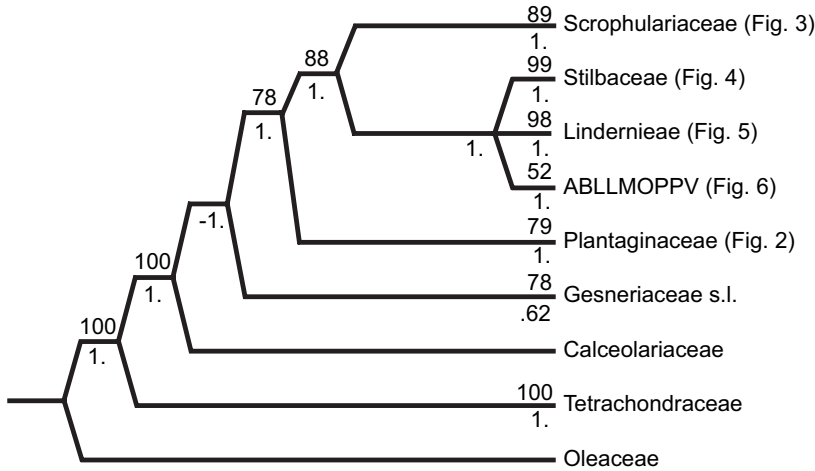 89
Scrophulariaceae (Fig. 3)
1.
88
1.
99
Stilbaceae (Fig. 4)
1.
78
1.
98
Lindernieae (Fig. 5)
1.
1.
52
ABLLMOPPV (Fig. 6)
1.
-1.
79
Plantaginaceae (Fig. 2)
1.
100
1.
78
Gesneriaceae s.l.
.62
100
1.
Calceolariaceae
100
Tetrachondraceae
1.
Oleaceae